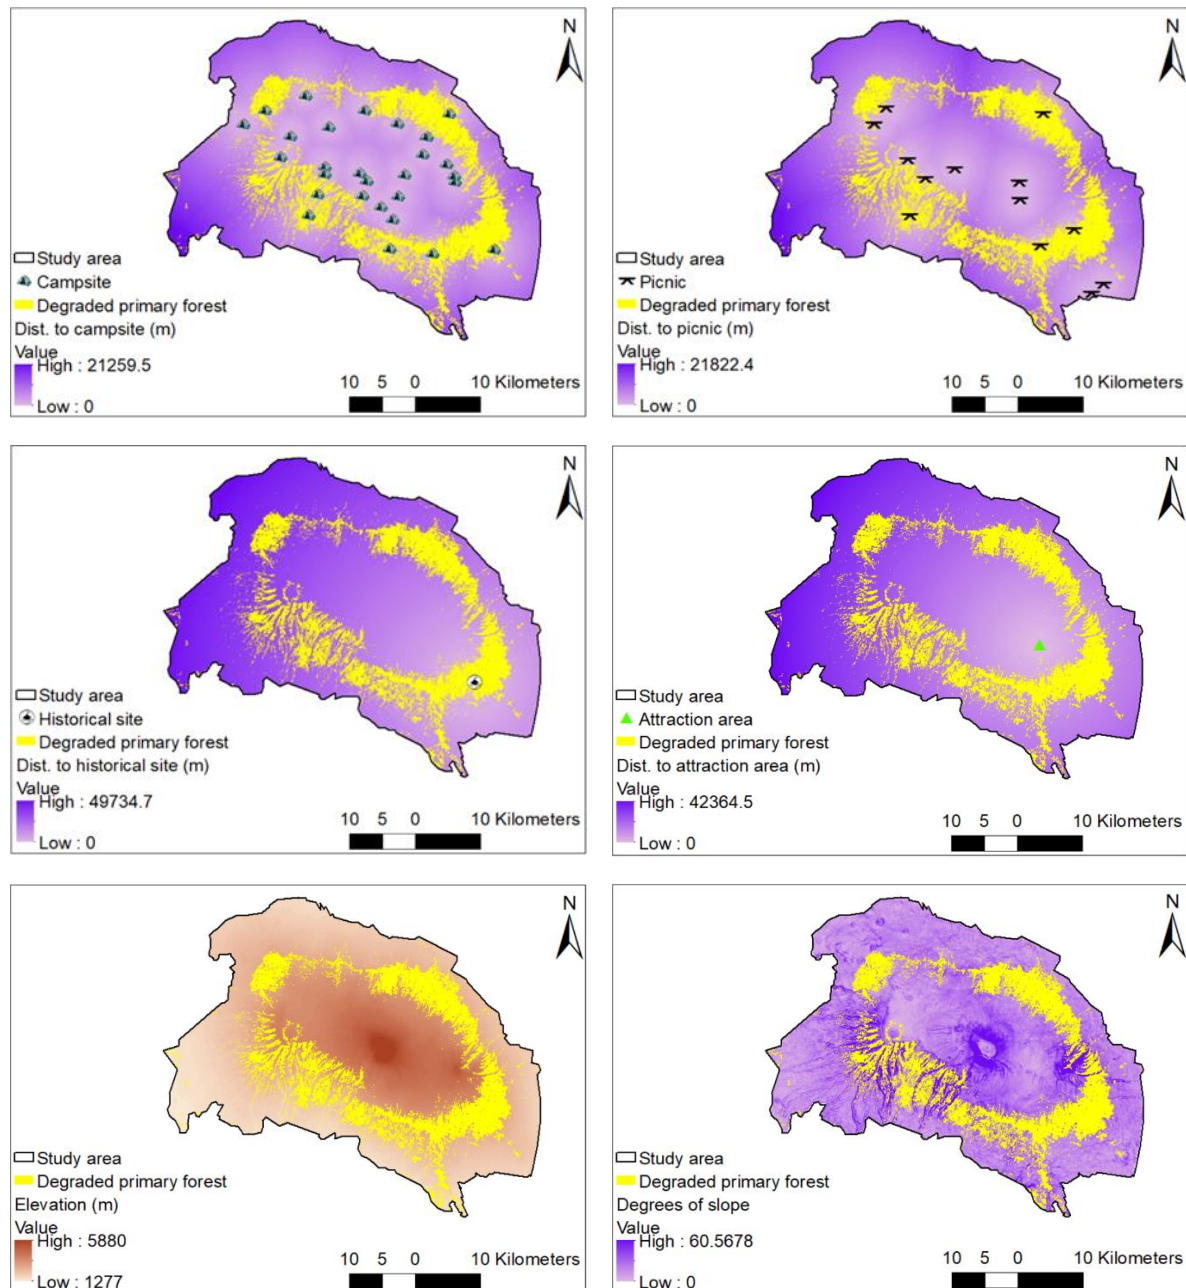 N
Study area
Campsite
Degraded primary forest
Dist. to campsite (m)
Value
High : 21259.5
Low : 0
10 5 0 10 Kilometers
N
Study area
Picnic
Degraded primary forest
Dist. to picnic (m)
Value
High : 21822.4
Low : 0
10 5 0 10 Kilometers
N
Study area
Historical site
Degraded primary forest
Dist. to historical site (m)
Value
High : 49734.7
Low : 0
10 5 0 10 Kilometers
N
Study area
Attraction area
Degraded primary forest
Dist. to attraction area (m)
Value
High : 42364.5
Low : 0
10 5 0 10 Kilometers
N
Study area
Degraded primary forest
Elevation (m)
Value
High : 5880
Low : 1277
10 5 0 10 Kilometers
N
Study area
Degraded primary forest
Degrees of slope
Value
High : 60.5678
Low : 0
10 5 0 10 Kilometers